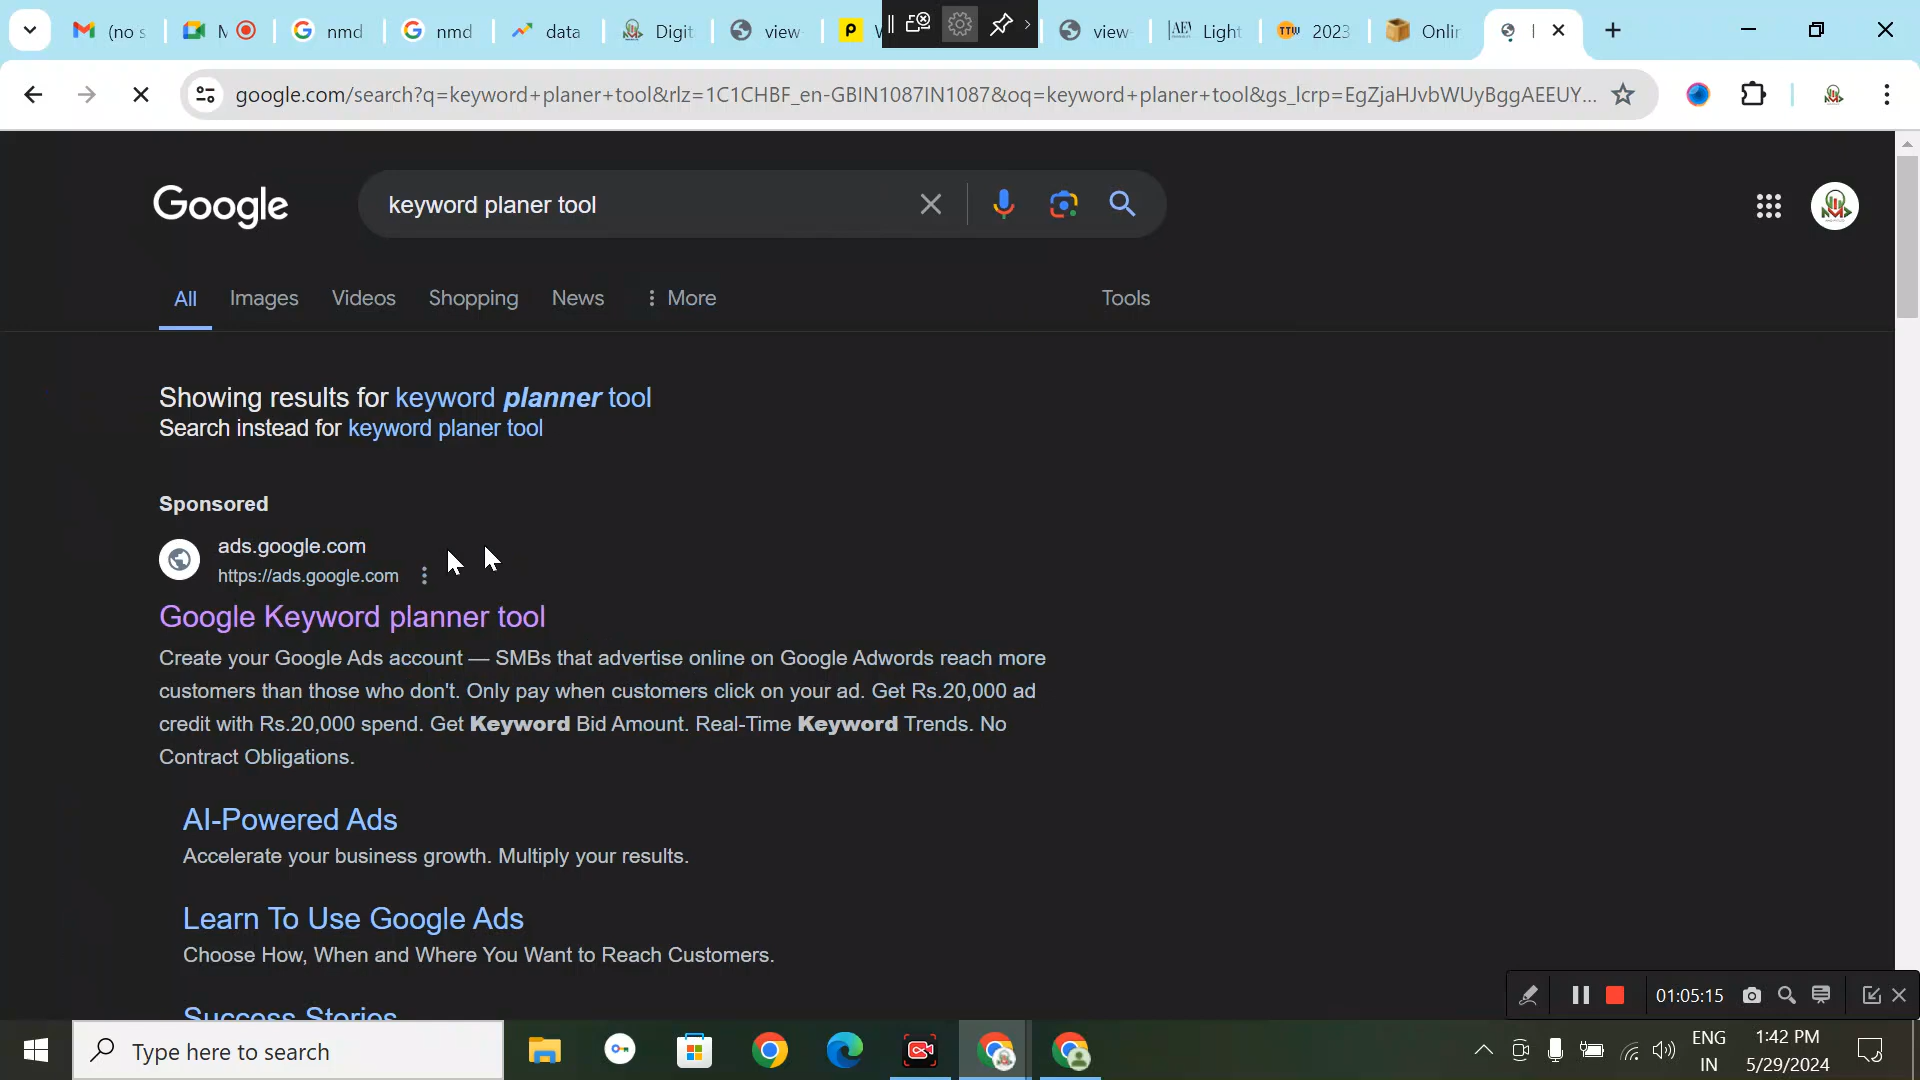 (no s
M
nmd
nmd
data
Digit
view
view
Light
2023
Onlin
google.com/search?q=keyword+planer+tool&rlz=1C1CHBF_en-GBIN1087IN1087&oq=keyword+planer+tool&gs_lcrp=EgZjaHJvbWUyBggAEEUY...
Google
keyword planer tool
All
Images
Videos
Shopping
News
More
Tools
Showing results for keyword planner tool
Search instead for keyword planer tool
Sponsored
ads.google.com
https://ads.google.com
Google Keyword planner tool
Create your Google Ads account — SMBs that advertise online on Google Adwords reach more
customers than those who don't. Only pay when customers click on your ad. Get Rs.20,000 ad
credit with Rs.20,000 spend. Get Keyword Bid Amount. Real-Time Keyword Trends. No
Contract Obligations.
AI-Powered Ads
Accelerate your business growth. Multiply your results.
Learn To Use Google Ads
Choose How, When and Where You Want to Reach Customers.
Success Stories
01:05:15
Type here to search
ENG
IN
1:42 PM
5/29/2024